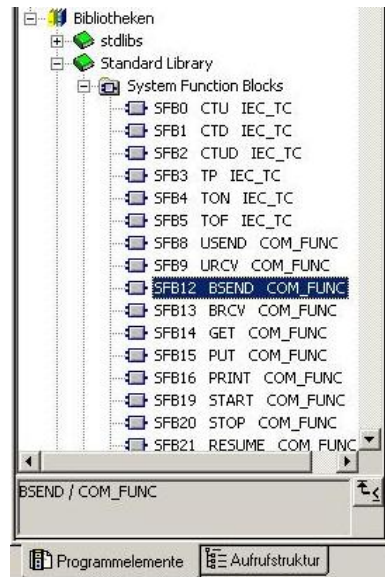 Bibliotheken
stdlibs
Standard Library
System Function Blocks
SFB0 CTU IEC_TC
SFB1 CTD IEC_TC
SFB2 CTUD IEC_TC
SFB3 TP IEC_TC
SFB4 TON IEC_TC
SFB5 TOF IEC_TC
SFB8 USEND COM_FUNC
SFB9 URCV COM_FUNC
SFB12 BSEND COM_FUNC
SFB13 BRCV COM_FUNC
SFB14 GET COM_FUNC
SFB15 PUT COM_FUNC
SFB16 PRINT COM_FUNC
SFB19 START COM_FUNC
SFB20 STOP COM_FUNC
SFB21 RESUME COM_FUNC
BSEND / COM_FUNC
Programmelemente Aufrufstruktur